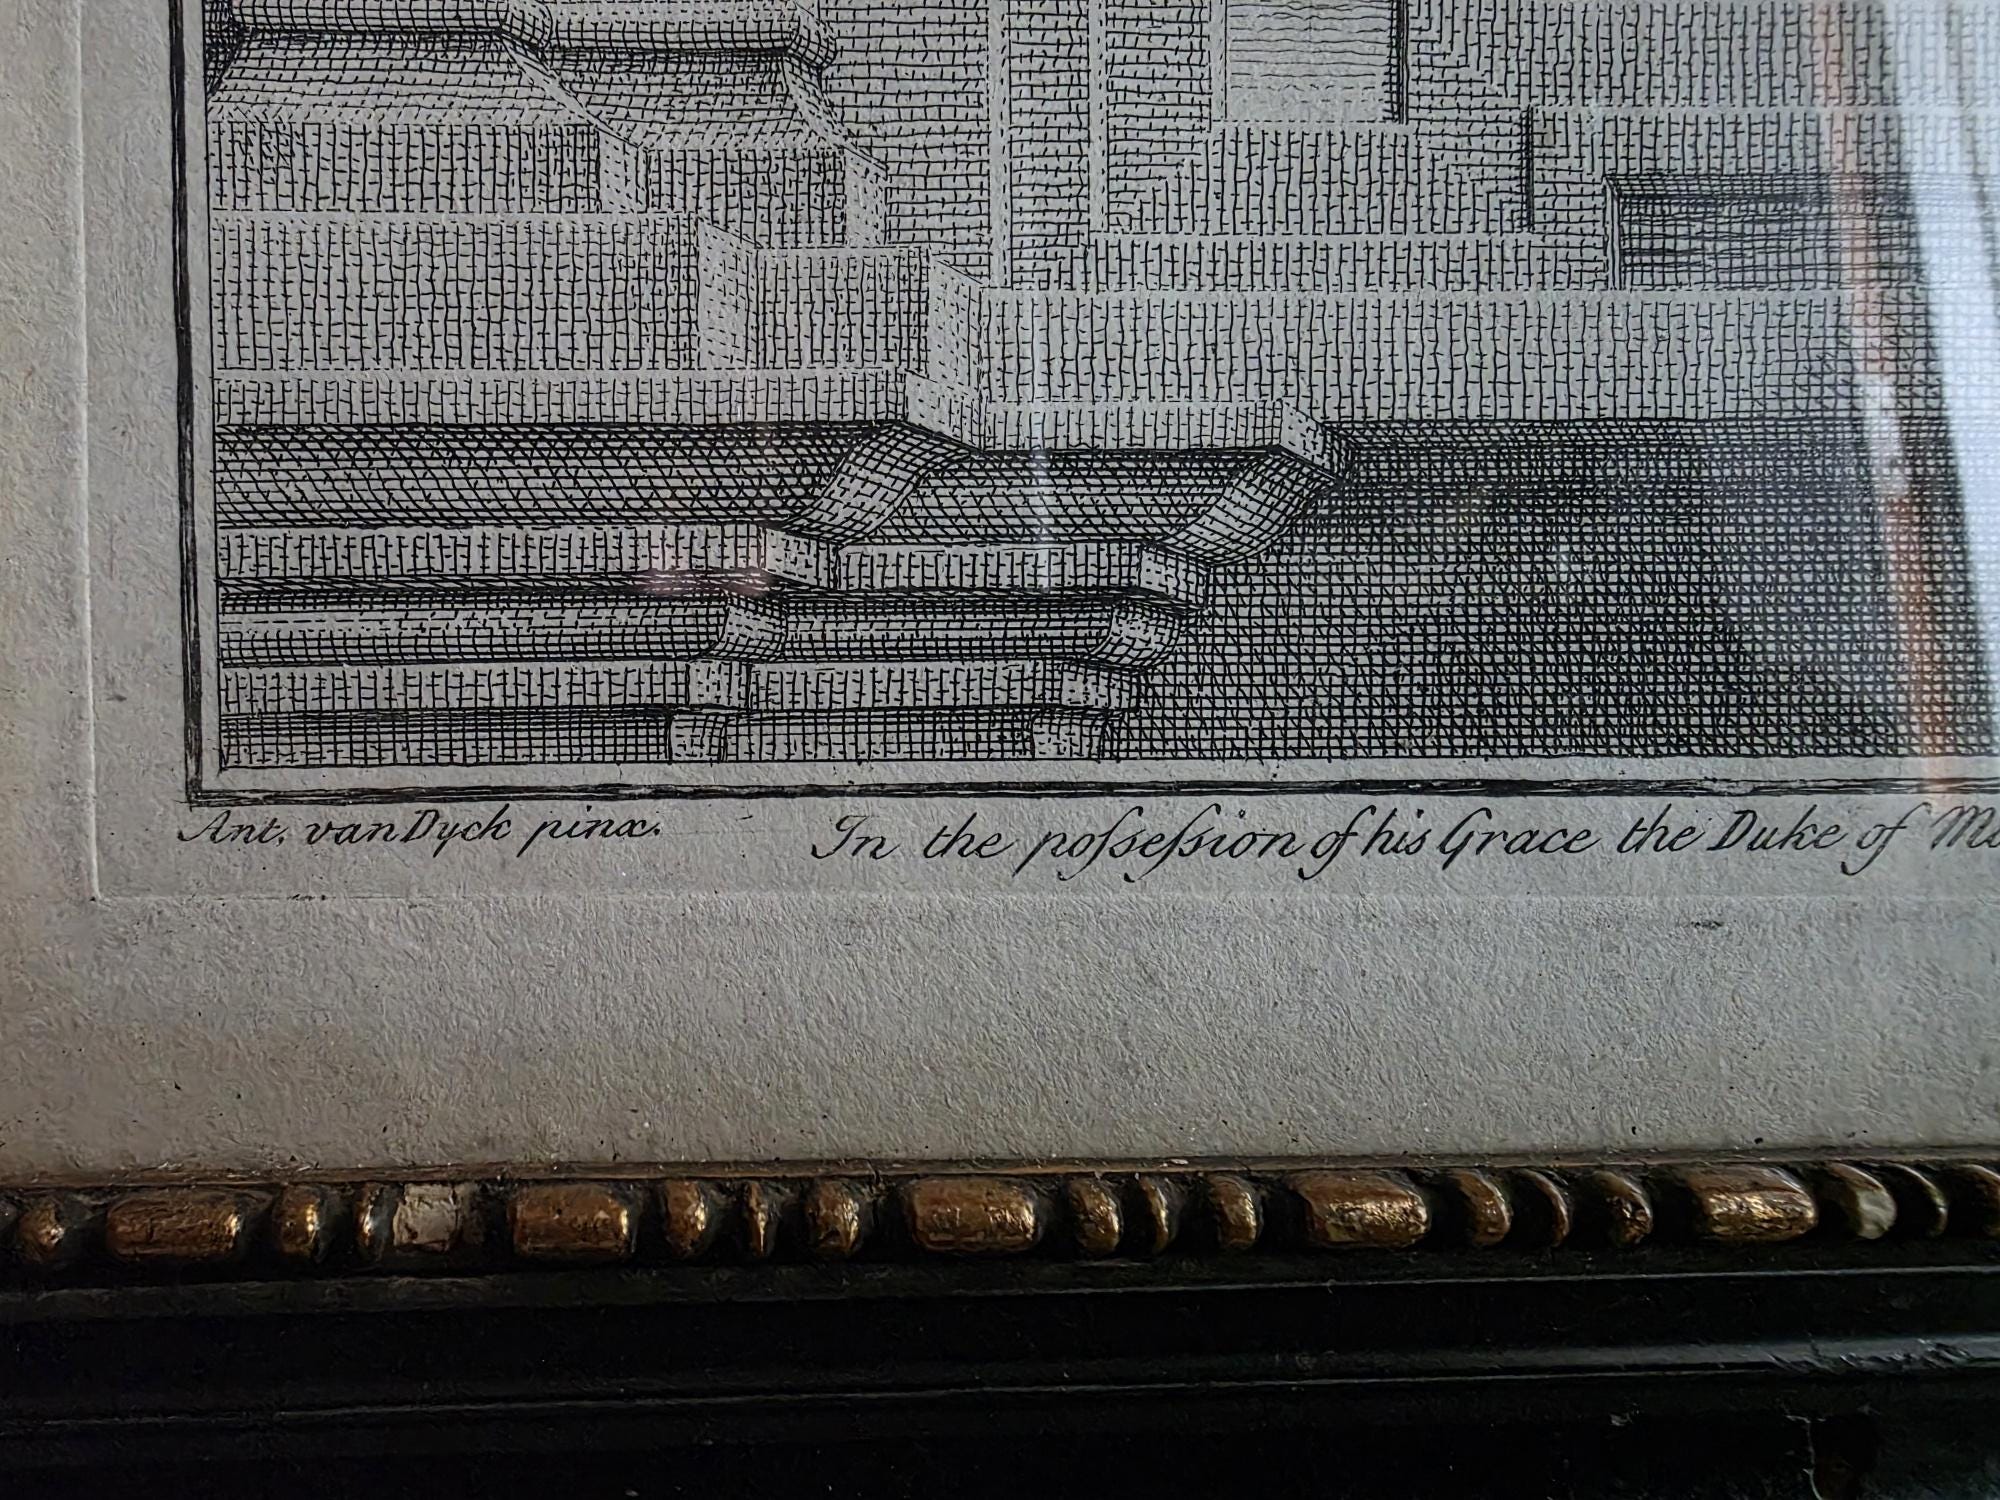 Ant. van Dyck pinx.
In the poſseſsion of his Grace the Duke of